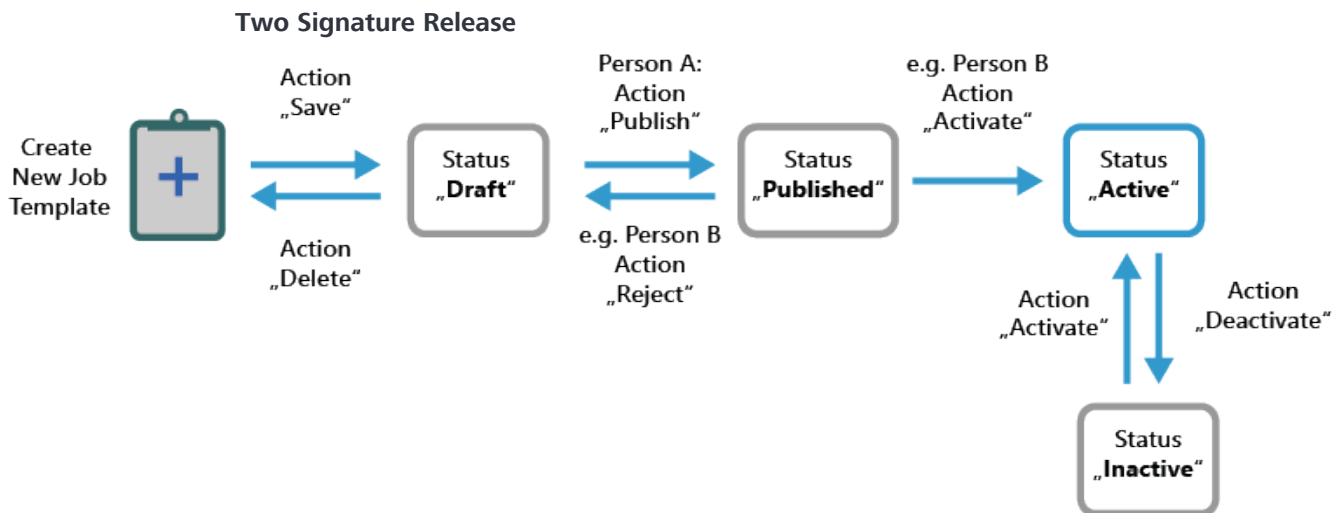 Two Signature Release
Create
New Job
Template
Action
„Save“
Action
„Delete“
Status
„Draft“
Person A:
Action
„Publish“
e.g. Person B
Action
„Reject“
Status
„Published“
e.g. Person B
Action
„Activate“
Status
„Active“
Action
„Activate“
Action
„Deactivate“
Status
„Inactive“